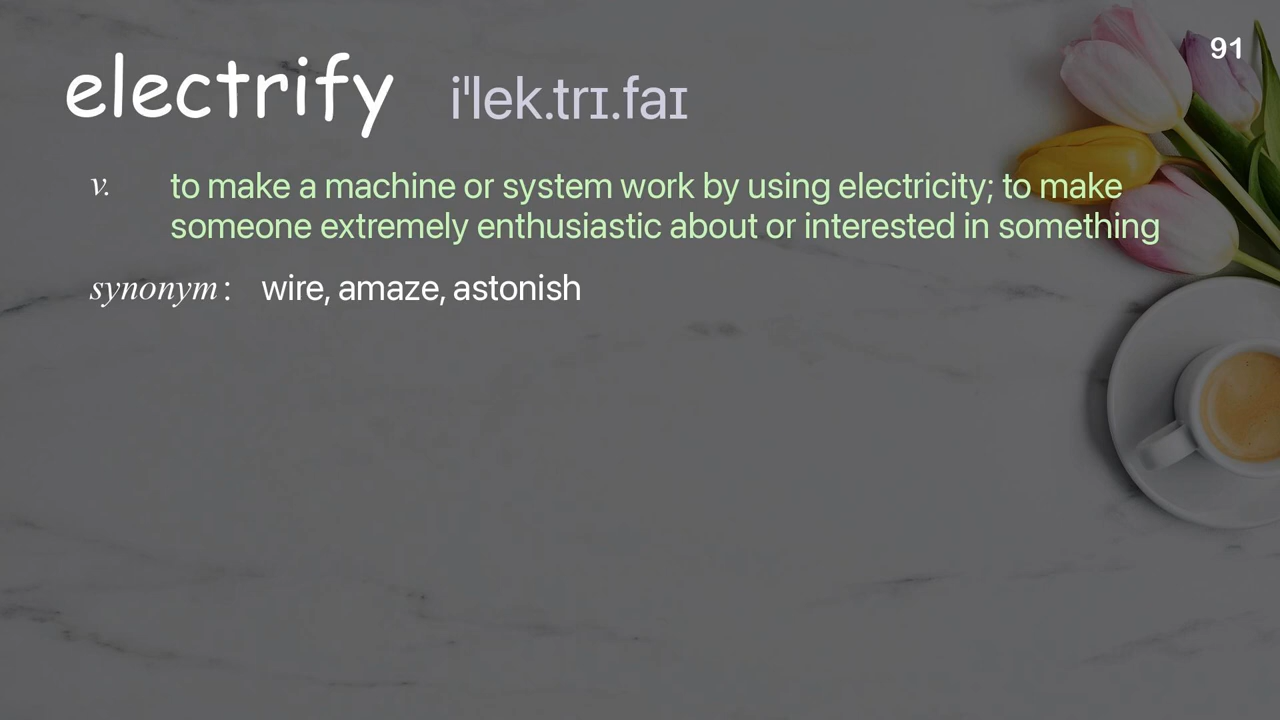 91
electrify iˈlek.trɪ.faɪ
v. to make a machine or system work by using electricity; to make
someone extremely enthusiastic about or interested in something
synonym : wire, amaze, astonish